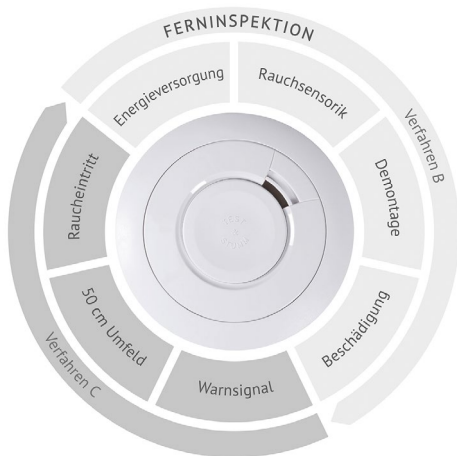 FERNINSPEKTION
Energieversorgung
Rauchsensorik
Verfahren B
Demontage
Beschädigung
Warnsignal
50 cm Umfeld
Verfahren C
Raucheintritt